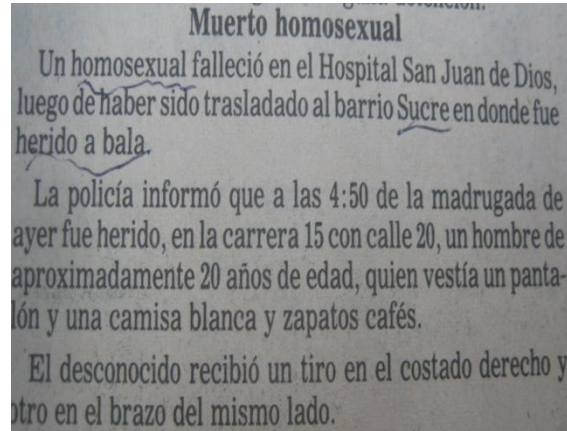 Muerto homosexual
Un homosexual falleció en el Hospital San Juan de Dios,
luego de haber sido trasladado al barrio Sucre en donde fue
herido a bala.
La policía informó que a las 4:50 de la madrugada de
ayer fue herido, en la carrera 15 con calle 20, un hombre de
aproximadamente 20 años de edad, quien vestía un panta-
lón y una camisa blanca y zapatos cafés.
El desconocido recibió un tiro en el costado derecho y
otro en el brazo del mismo lado.